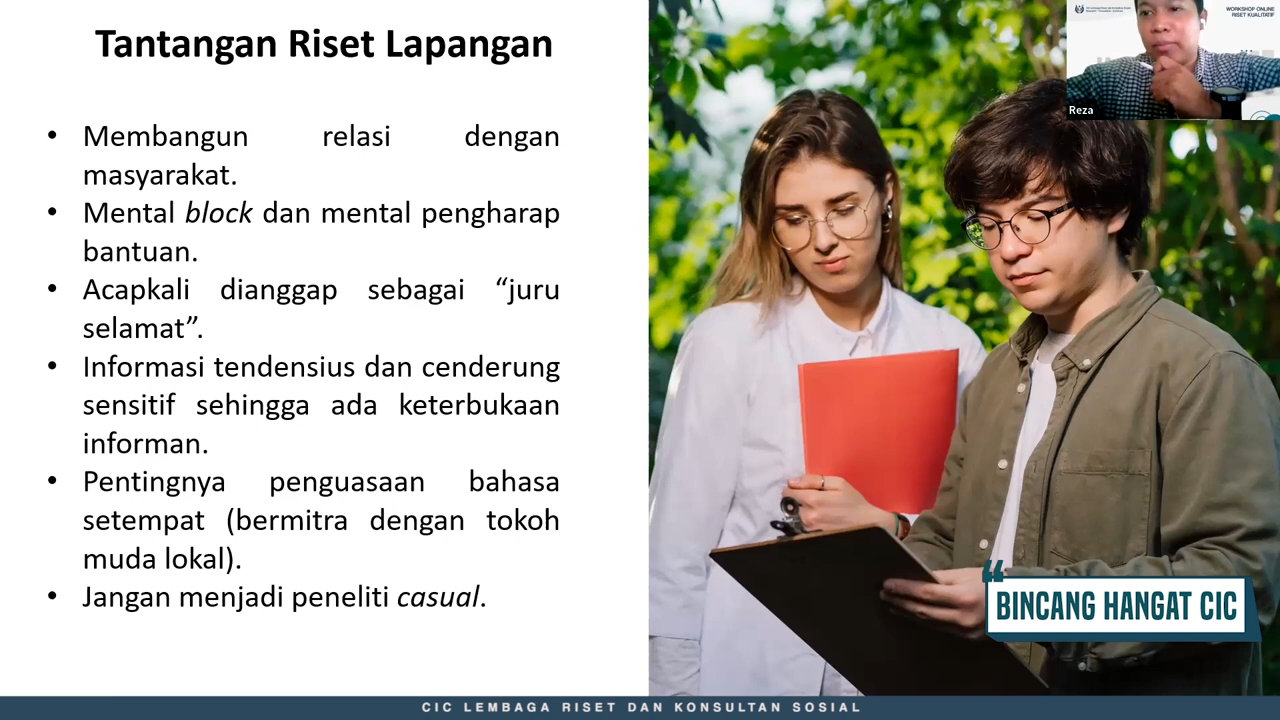 Tantangan Riset Lapangan
• Membangun relasi dengan
masyarakat.
• Mental block dan mental pengharap
bantuan.
• Acapkali dianggap sebagai “juru
selamat”.
• Informasi tendensius dan cenderung
sensitif sehingga ada keterbukaan
informan.
• Pentingnya penguasaan bahasa
setempat (bermitra dengan tokoh
muda lokal).
• Jangan menjadi peneliti casual.
WORKSHOP ONLINE
RISET KUALITATIF
Reza
“BINCANG HANGAT CIC
CIC LEMBAGA RISET DAN KONSULTAN SOSIAL